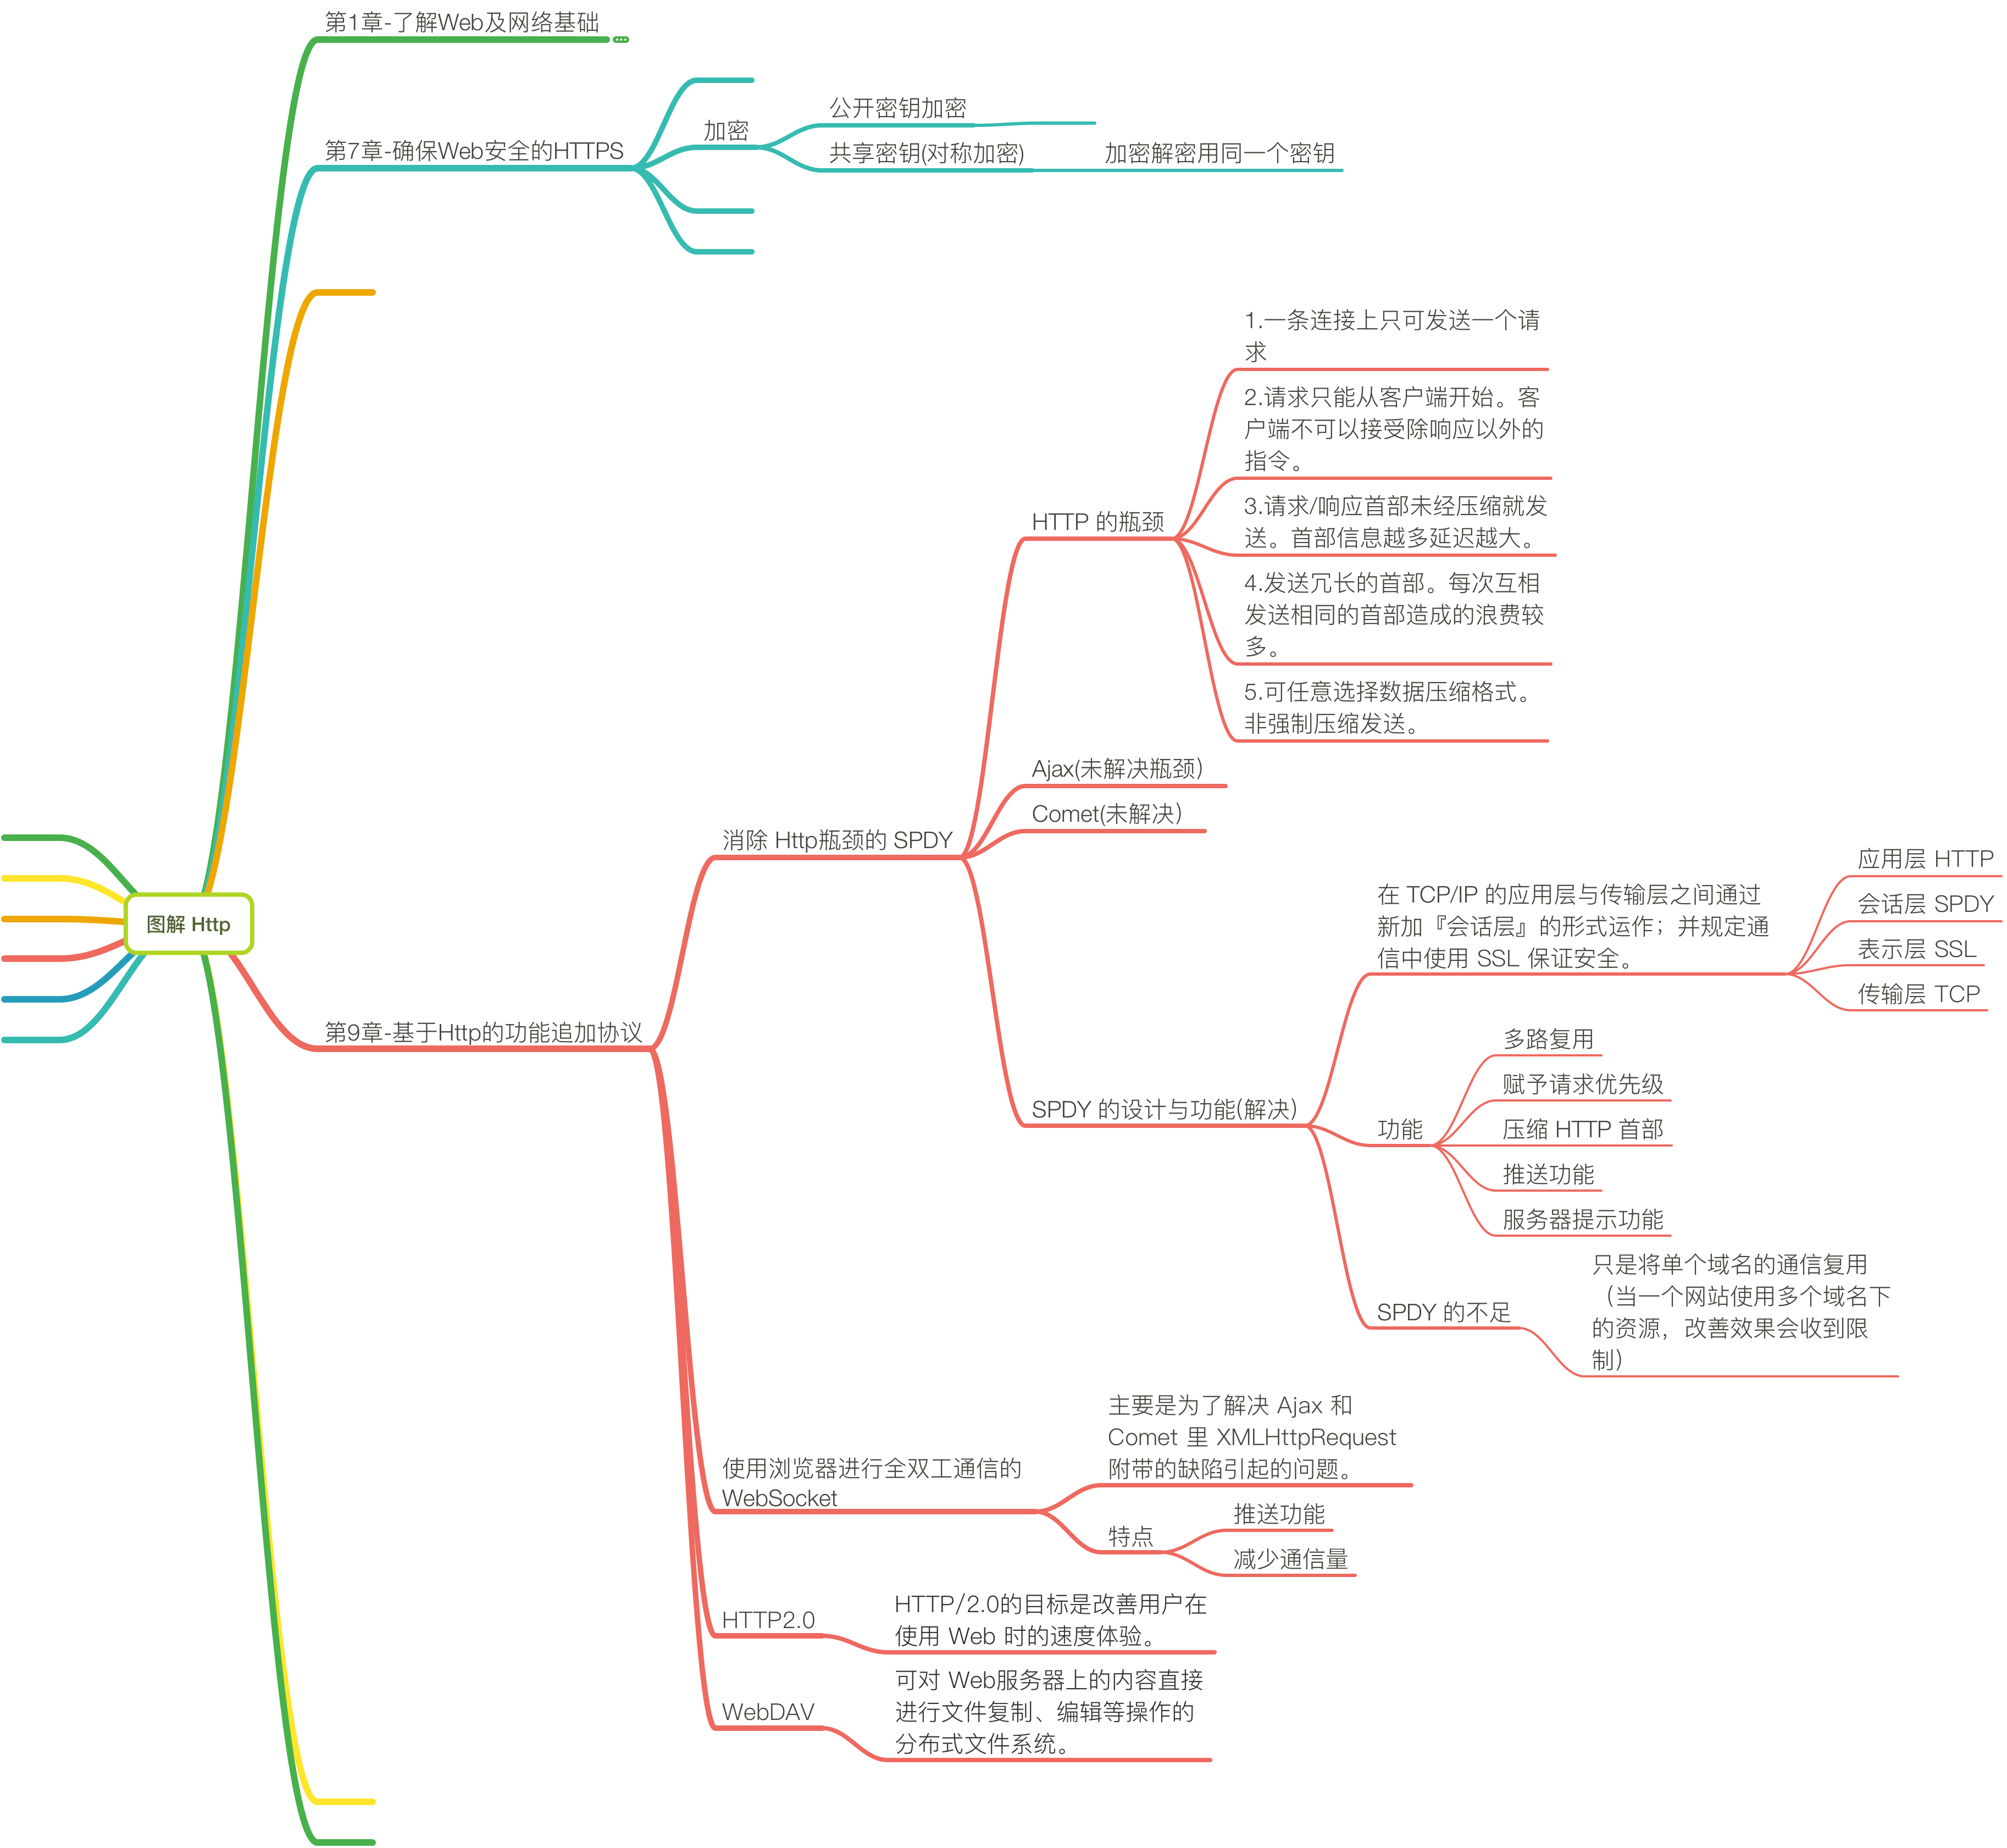 第1章-了解Web及网络基础
第7章-确保Web安全的HTTPS
加密
公开密钥加密
共享密钥(对称加密)
加密解密用同一个密钥
图解 Http
第9章-基于Http的功能追加协议
消除 Http瓶颈的 SPDY
HTTP 的瓶颈
1.一条连接上只可发送一个请
求
2.请求只能从客户端开始。客
户端不可以接受除响应以外的
指令。
3.请求/响应首部未经压缩就发
送。首部信息越多延迟越大。
4.发送冗长的首部。每次互相
发送相同的首部造成的浪费较
多。
5.可任意选择数据压缩格式。
非强制压缩发送。
Ajax(未解决瓶颈)
Comet(未解决)
SPDY 的设计与功能(解决)
在 TCP/IP 的应用层与传输层之间通过
新加『会话层』的形式运作；并规定通
信中使用 SSL 保证安全。
应用层 HTTP
会话层 SPDY
表示层 SSL
传输层 TCP
功能
多路复用
赋予请求优先级
压缩 HTTP 首部
推送功能
服务器提示功能
SPDY 的不足
只是将单个域名的通信复用
（当一个网站使用多个域名下
的资源，改善效果会收到限
制）
使用浏览器进行全双工通信的
WebSocket
主要是为了解决 Ajax 和
Comet 里 XMLHttpRequest
附带的缺陷引起的问题。
特点
推送功能
减少通信量
HTTP2.0
HTTP/2.0的目标是改善用户在
使用 Web 时的速度体验。
WebDAV
可对 Web服务器上的内容直接
进行文件复制、编辑等操作的
分布式文件系统。